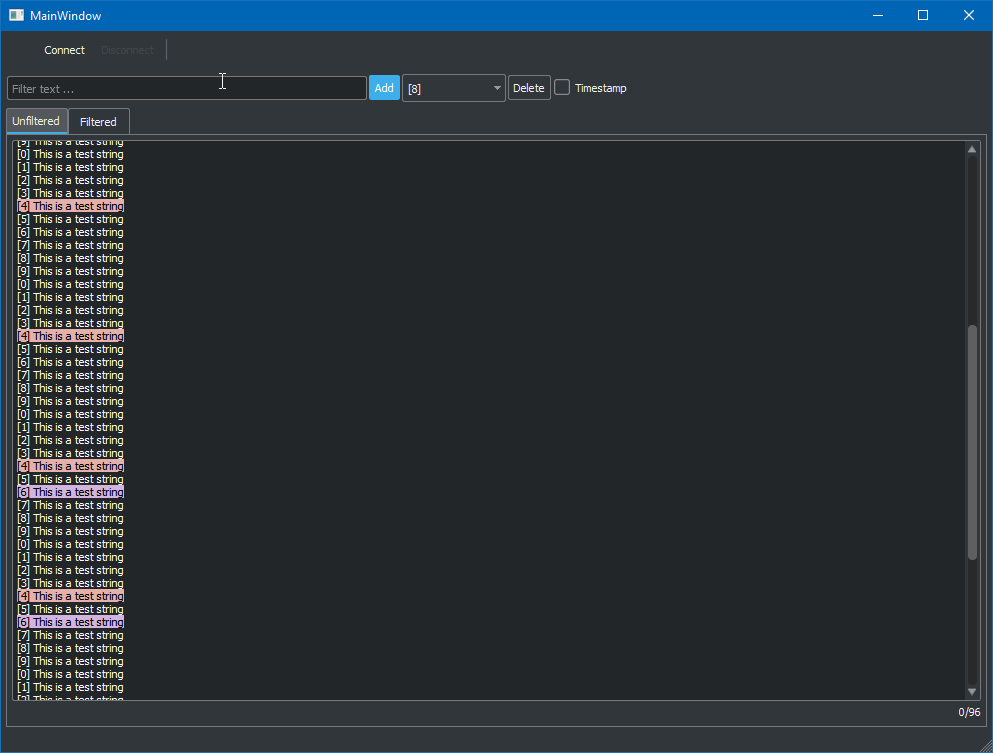 MainWindow
Connect Disconnect
Filter text ... Add [8] Delete Timestamp
Unfiltered Filtered
[9] This is a test string
[0] This is a test string
[1] This is a test string
[2] This is a test string
[3] This is a test string
[4] This is a test string
[5] This is a test string
[6] This is a test string
[7] This is a test string
[8] This is a test string
[9] This is a test string
[0] This is a test string
[1] This is a test string
[2] This is a test string
[3] This is a test string
[4] This is a test string
[5] This is a test string
[6] This is a test string
[7] This is a test string
[8] This is a test string
[9] This is a test string
[0] This is a test string
[1] This is a test string
[2] This is a test string
[3] This is a test string
[4] This is a test string
[5] This is a test string
[6] This is a test string
[7] This is a test string
[8] This is a test string
[9] This is a test string
[0] This is a test string
[1] This is a test string
[2] This is a test string
[3] This is a test string
[4] This is a test string
[5] This is a test string
[6] This is a test string
[7] This is a test string
[8] This is a test string
[9] This is a test string
[0] This is a test string
[1] This is a test string
[2] This is a test string
0/96